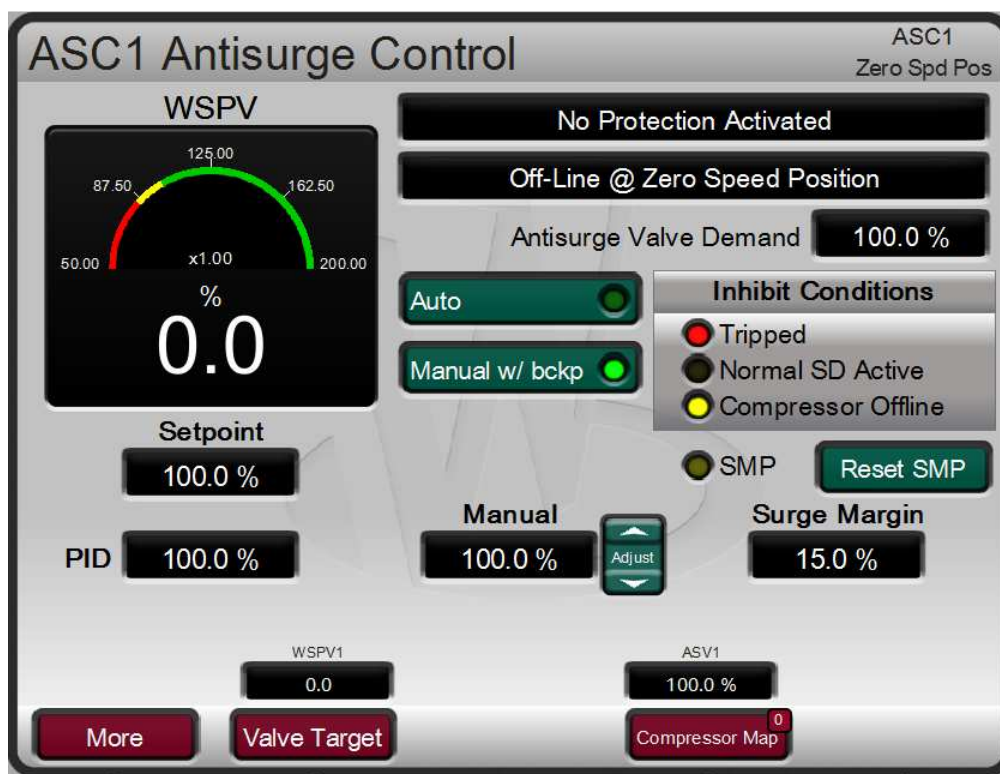 ASC1 Antisurge Control
ASC1
Zero Spd Pos
WSPV
125.00
87.50
162.50
50.00
x1.00
200.00
%
0.0
No Protection Activated
Off-Line @ Zero Speed Position
Antisurge Valve Demand 100.0 %
Auto
Manual w/ bckp
Inhibit Conditions
Tripped
Normal SD Active
Compressor Offline
SMP
Reset SMP
Setpoint
100.0 %
PID 100.0 %
Manual
100.0 %
Adjust
Surge Margin
15.0 %
WSPV1
0.0
ASV1
100.0 %
More
Valve Target
Compressor Map
0